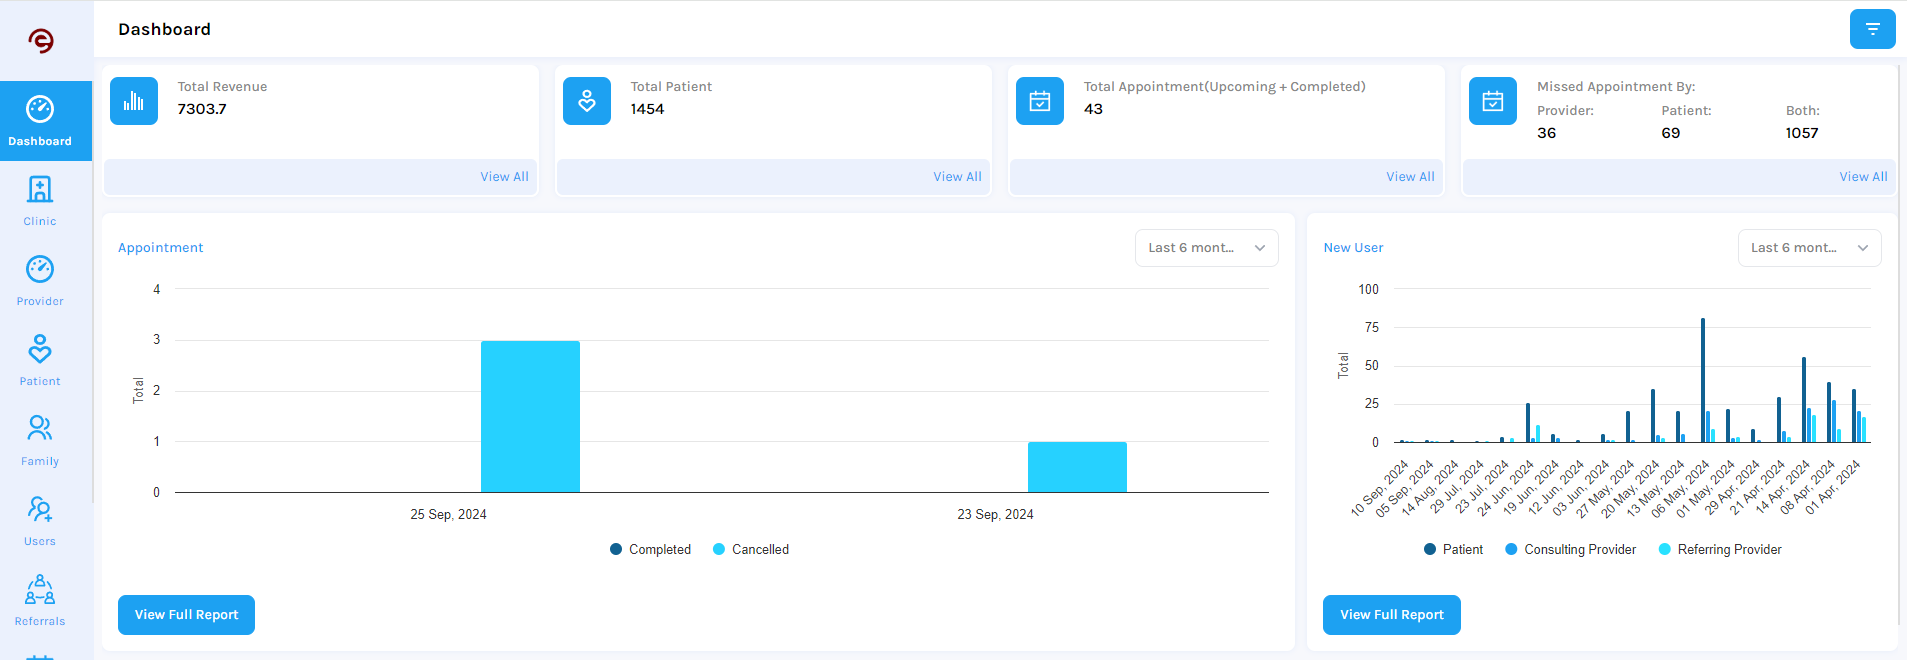 Dashboard
Total Revenue
7303.7
View All
Total Patient
1454
View All
Total Appointment(Upcoming + Completed)
43
View All
Missed Appointment By:
Provider: Patient: Both:
36 69 1057
View All
Dashboard
Clinic
Provider
Patient
Family
Users
Referrals
Appointment
Last 6 mont...
4
3
2
1
0
Total
25 Sep, 2024
23 Sep, 2024
Completed Cancelled
View Full Report
New User
Last 6 mont...
100
75
50
25
0
Total
10 Sep, 2024
05 Sep, 2024
14 Aug, 2024
29 Jul, 2024
23 Jul, 2024
24 Jun, 2024
19 Jun, 2024
12 Jun, 2024
03 Jun, 2024
27 May, 2024
20 May, 2024
13 May, 2024
06 May, 2024
01 May, 2024
29 Apr, 2024
21 Apr, 2024
14 Apr, 2024
08 Apr, 2024
01 Apr, 2024
Patient Consulting Provider Referring Provider
View Full Report